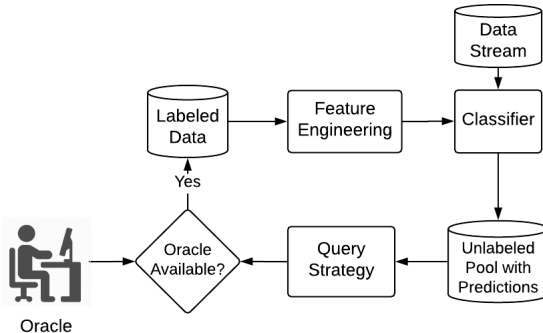 Data
Stream
Labeled
Data
Feature
Engineering
Classifier
Yes
Oracle
Available?
Query
Strategy
Unlabeled
Pool with
Predictions
Oracle